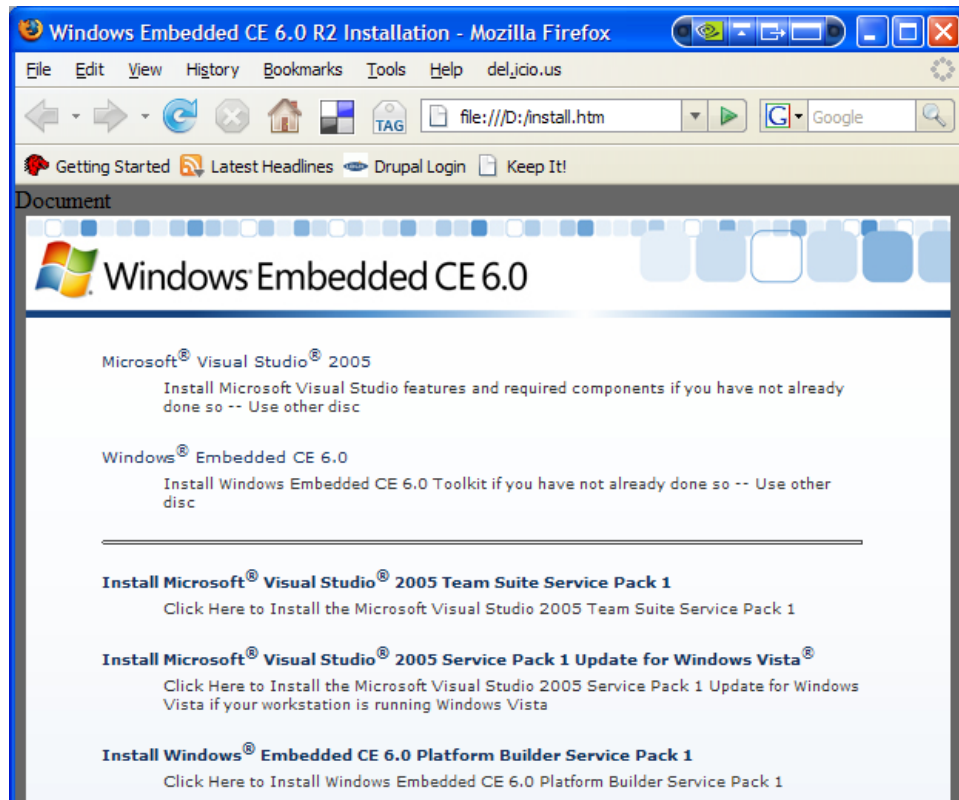 Windows Embedded CE 6.0 R2 Installation - Mozilla Firefox
File Edit View History Bookmarks Tools Help del.icio.us
TAG file:///D:/install.htm G Google
Getting Started Latest Headlines Drupal Login Keep It!
Document
Windows Embedded CE 6.0
Microsoft® Visual Studio® 2005
Install Microsoft Visual Studio features and required components if you have not already
done so -- Use other disc
Windows® Embedded CE 6.0
Install Windows Embedded CE 6.0 Toolkit if you have not already done so -- Use other
disc
Install Microsoft® Visual Studio® 2005 Team Suite Service Pack 1
Click Here to Install the Microsoft Visual Studio 2005 Team Suite Service Pack 1
Install Microsoft® Visual Studio® 2005 Service Pack 1 Update for Windows Vista®
Click Here to Install the Microsoft Visual Studio 2005 Service Pack 1 Update for Windows
Vista if your workstation is running Windows Vista
Install Windows® Embedded CE 6.0 Platform Builder Service Pack 1
Click Here to Install Windows Embedded CE 6.0 Platform Builder Service Pack 1